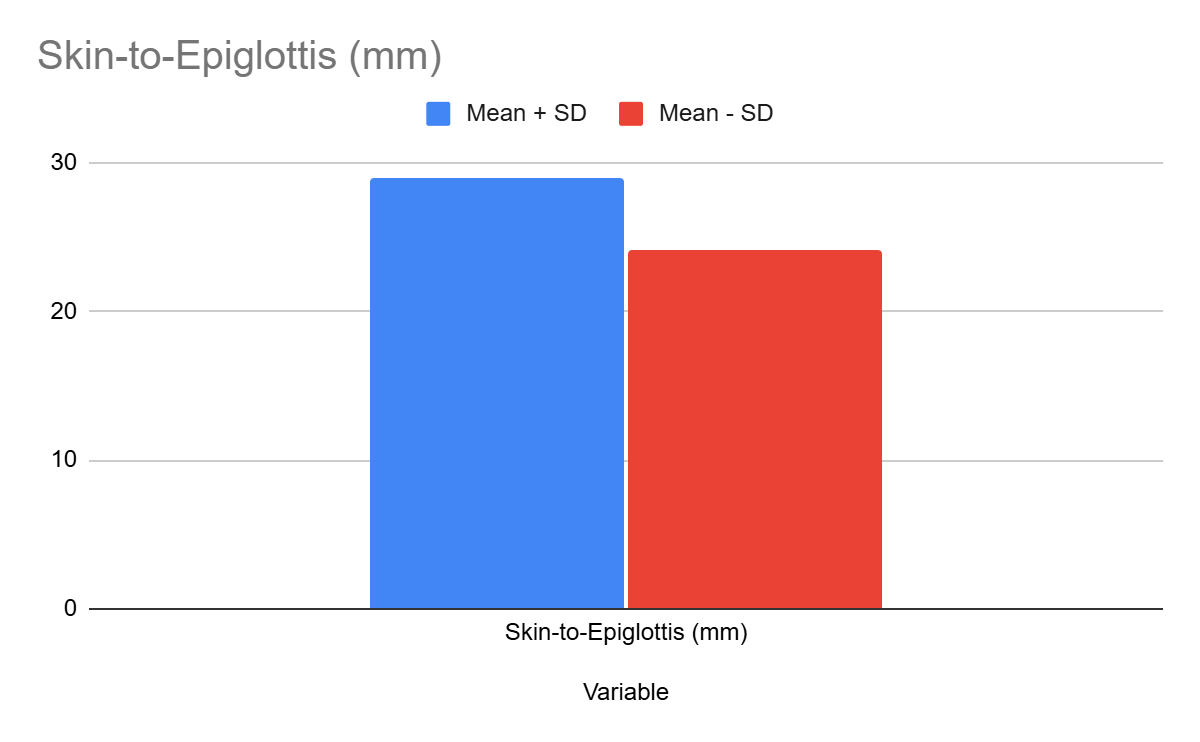 Skin-to-Epiglottis (mm)
Mean + SD
Mean - SD
30
20
10
0
Skin-to-Epiglottis (mm)
Variable